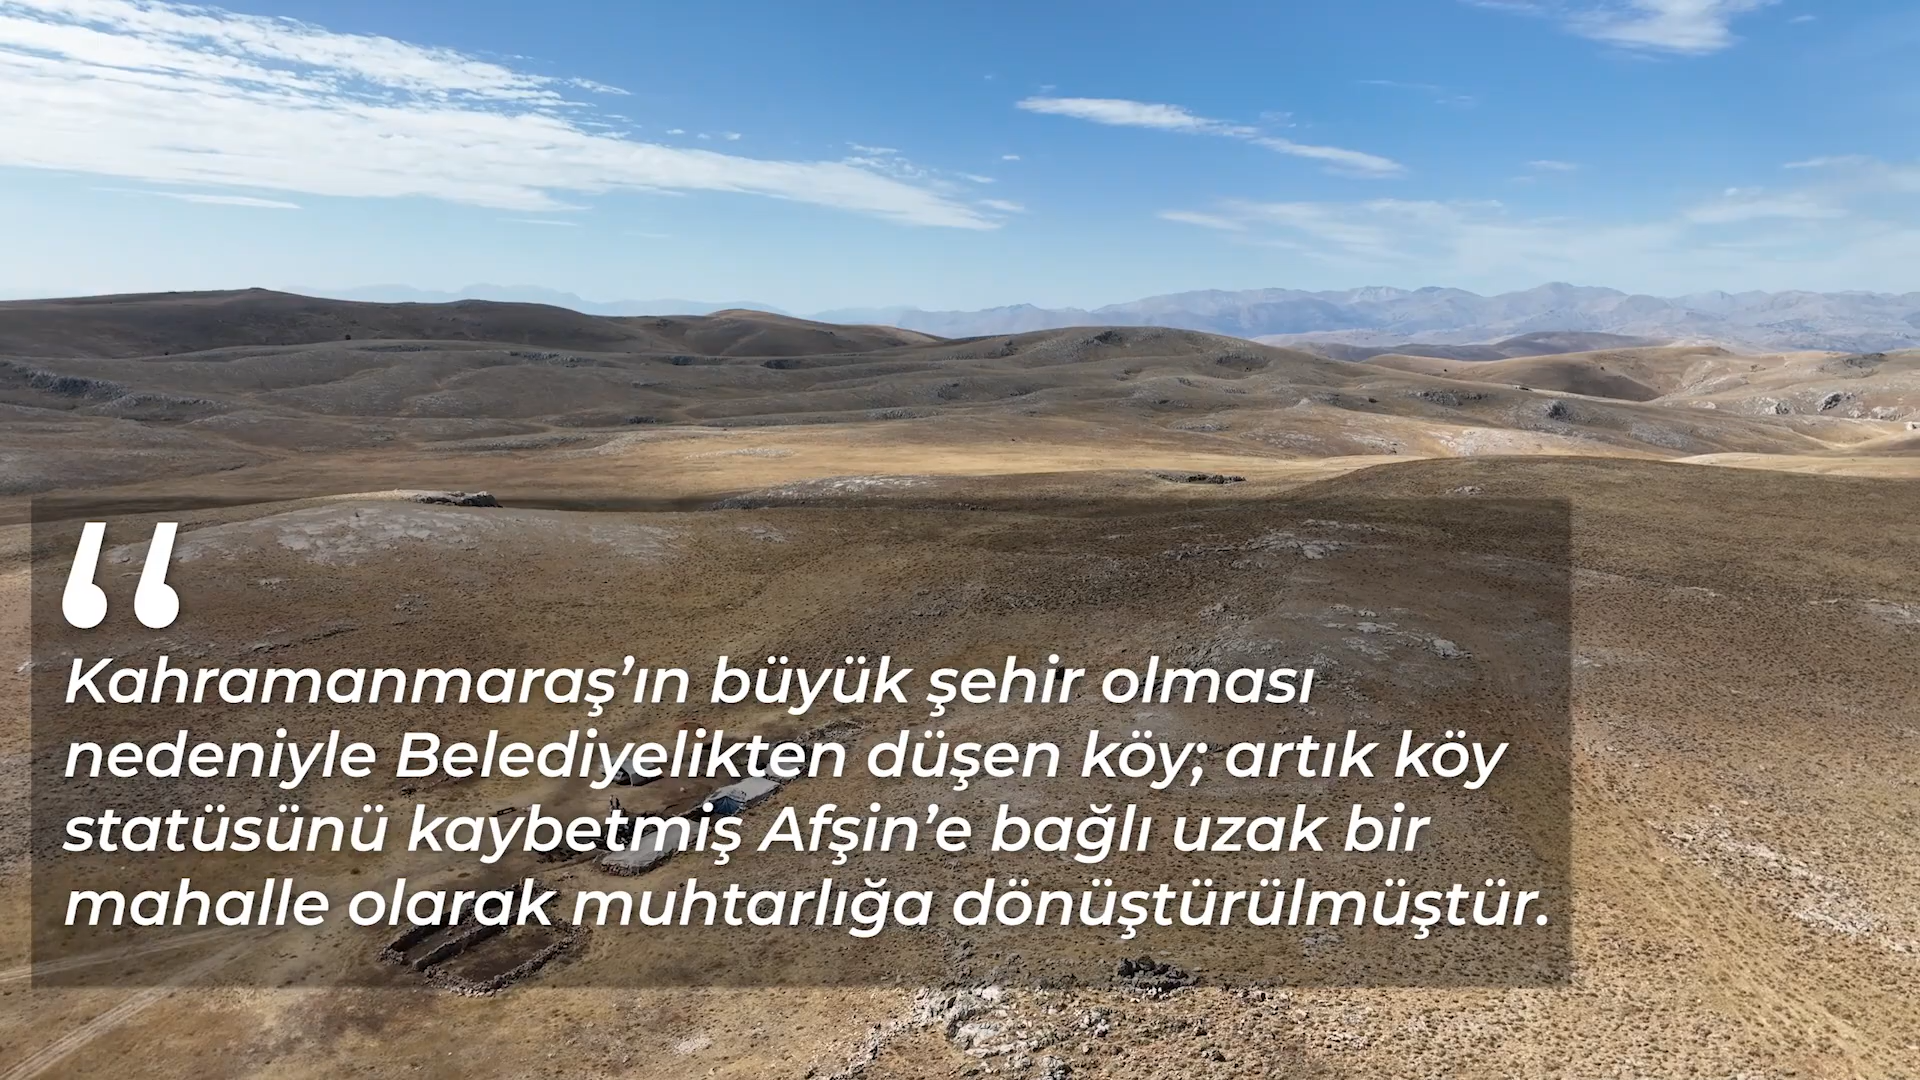 “
Kahramanmaraş’ın büyük şehir olması
nedeniyle Belediyelikten düşen köy; artık köy
statüsünü kaybetmiş Afşin’e bağlı uzak bir
mahalle olarak muhtarlığa dönüştürülmüştür.